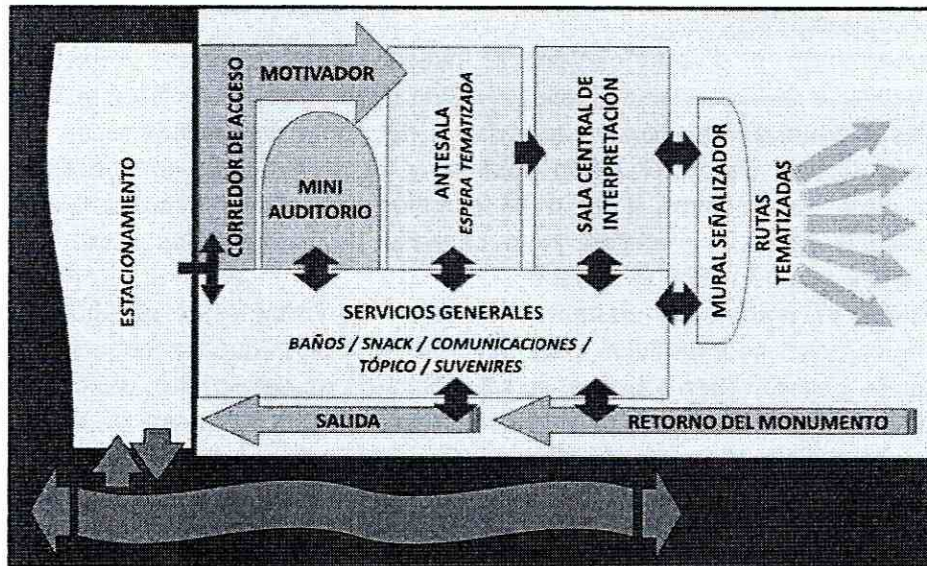 ESTACIONAMIENTO
CORREDOR DE ACCESO
MOTIVADOR
MINI
AUDITORIO
ANTESALA
ESPERA TEMATIZADA
SALA CENTRAL DE
INTERPRETACIÓN
MURAL SEÑALIZADOR
RUTAS
TEMATIZADAS
SERVICIOS GENERALES
BAÑOS / SNACK / COMUNICACIONES /
TÓPICO / SUVENIRES
SALIDA
RETORNO DEL MONUMENTO